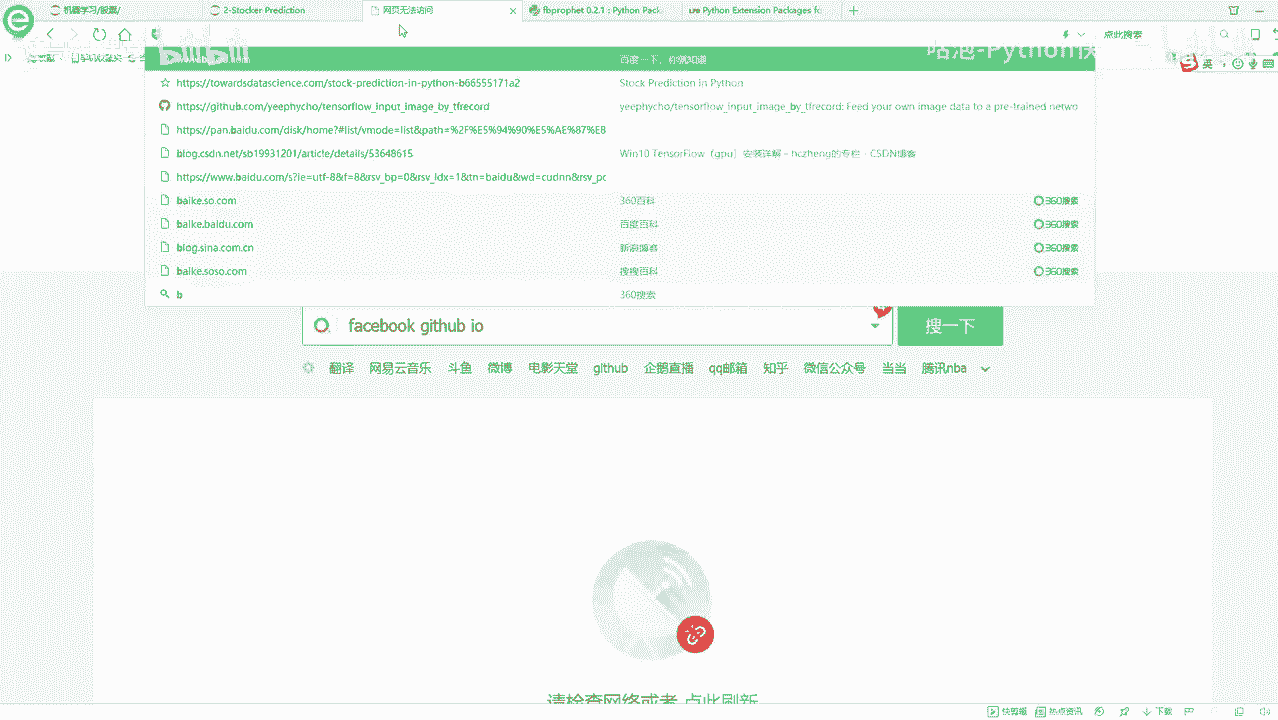 机器学习/股票/
2-Stocker Prediction
网页无法访问
fbprophet 0.2.1 : Python Pack
Python Extension Packages fo
点此搜索
bilibili
咕泡-Python
英
百度一下，你就知道
https://towardsdatascience.com/stock-prediction-in-python-b66555171a2
Stock Prediction in Python
https://github.com/yeephycho/tensorflow_input_image_by_tfrecord
yeephycho/tensorflow_input_image_by_tfrecord: Feed your own image data to a pre-trained netwo
https://pan.baidu.com/disk/home?#list/vmode=list&path=%2F%E5%94%90%E5%AE%87%E8
blog.csdn.net/sb19931201/article/details/53648615
Win10 TensorFlow（gpu）安装详解 - hczheng的专栏 - CSDN博客
https://www.baidu.com/s?ie=utf-8&f=8&rsv_bp=0&rsv_idx=1&tn=baidu&wd=cudnn&rsv_pq
baike.so.com
360百科
360搜索
baike.baidu.com
百度百科
360搜索
blog.sina.com.cn
新浪博客
360搜索
baike.soso.com
搜搜百科
360搜索
b
360搜索
facebook github io
搜一下
翻译 网易云音乐 斗鱼 微博 电影天堂 github 企鹅直播 qq邮箱 知乎 微信公众号 当当 腾讯nba
请检查网络或者 点此刷新
快剪辑 热点资讯 下载